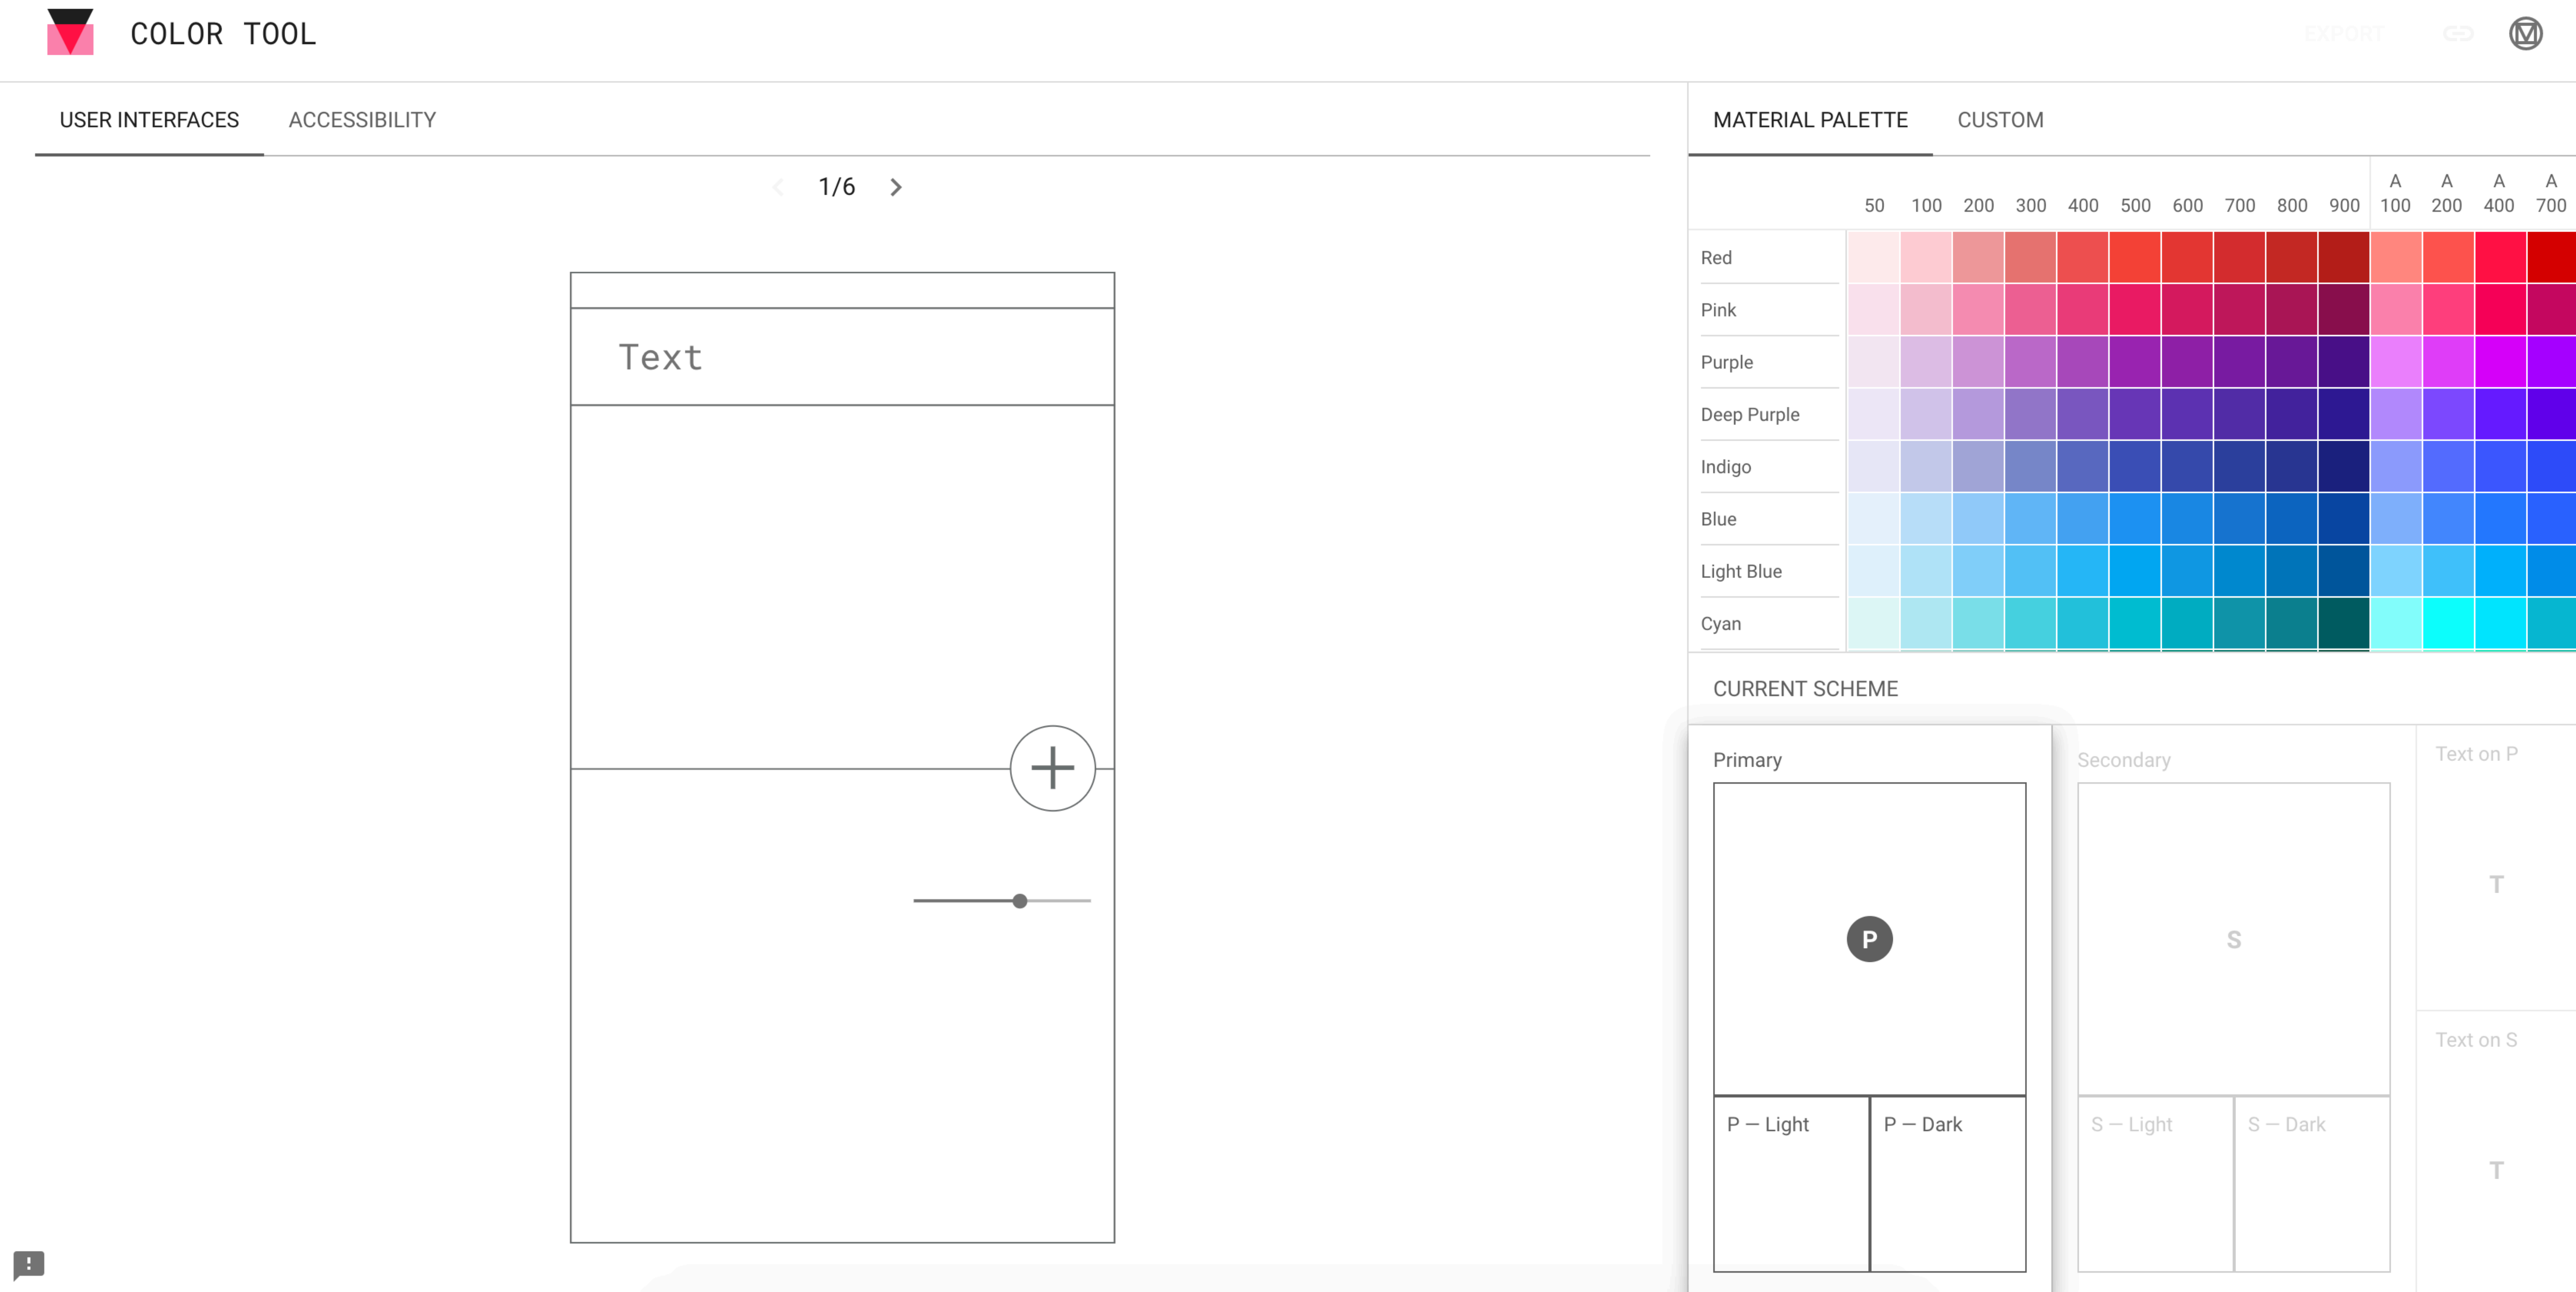 COLOR TOOL
EXPORT
USER INTERFACES ACCESSIBILITY
1/6
Text
MATERIAL PALETTE CUSTOM
A A A A
50 100 200 300 400 500 600 700 800 900 100 200 400 700
Red
Pink
Purple
Deep Purple
Indigo
Blue
Light Blue
Cyan
CURRENT SCHEME
Primary
P
P — Light P — Dark
Secondary
S
S — Light S — Dark
Text on P
T
Text on S
T